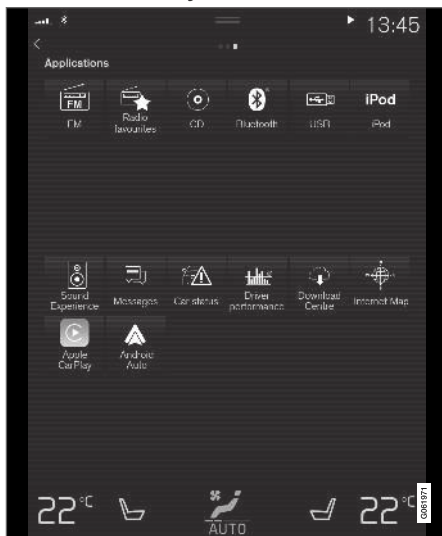 13:45
Applications
FM
iPod
FM
Radio
favourites
CD
Bluetooth
USB
iPod
Sound
Experience
Messages
Car status
Driver
performance
Download
Centre
Internet Map
Apple
CarPlay
Android
Auto
22°C
AUTO
22°C
G061971